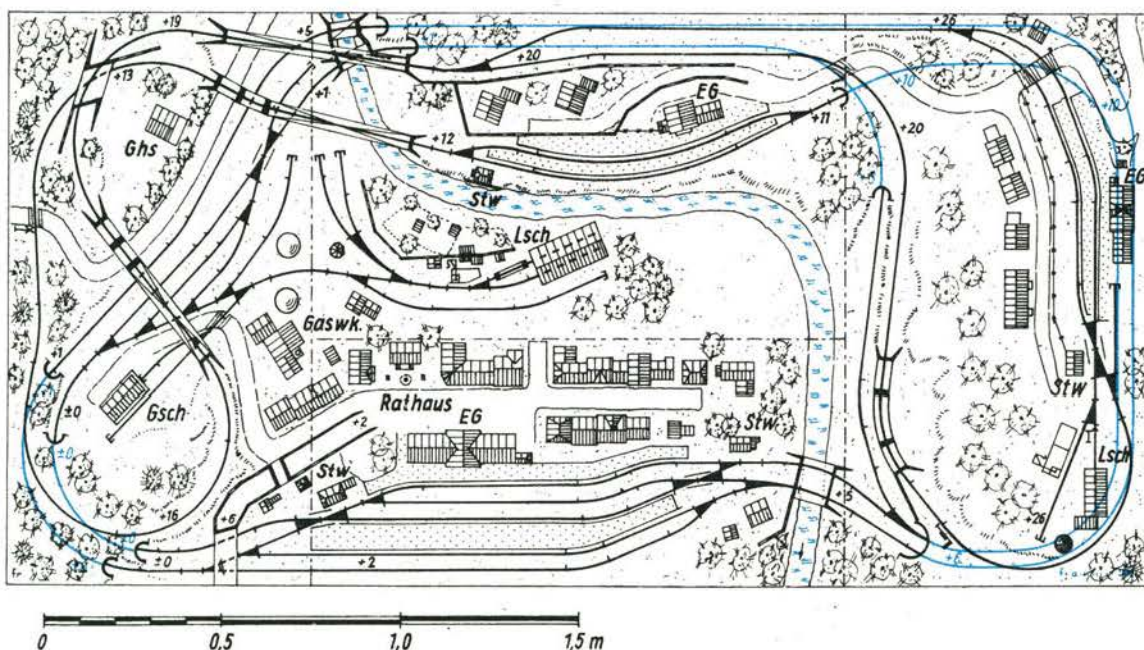 +19
+5
+26
+20
+13
+1
EG
+10
+12
+12
+11
+20
Ghs
Stw
EG
Lsch
Gaswk.
+1
±0
Gsch
Rathaus
EG
+2
Stw
Stw
Stw
Lsch
±0
+16
+6
±0
+2
+5
+26
0 0,5 1,0 1,5 m